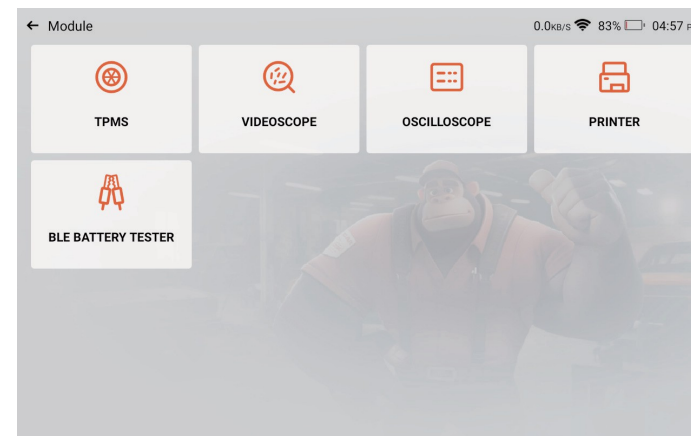 ← Module
0.0KB/S 83% 04:57 P
TPMS
VIDEOSCOPE
OSCILLOSCOPE
PRINTER
BLE BATTERY TESTER